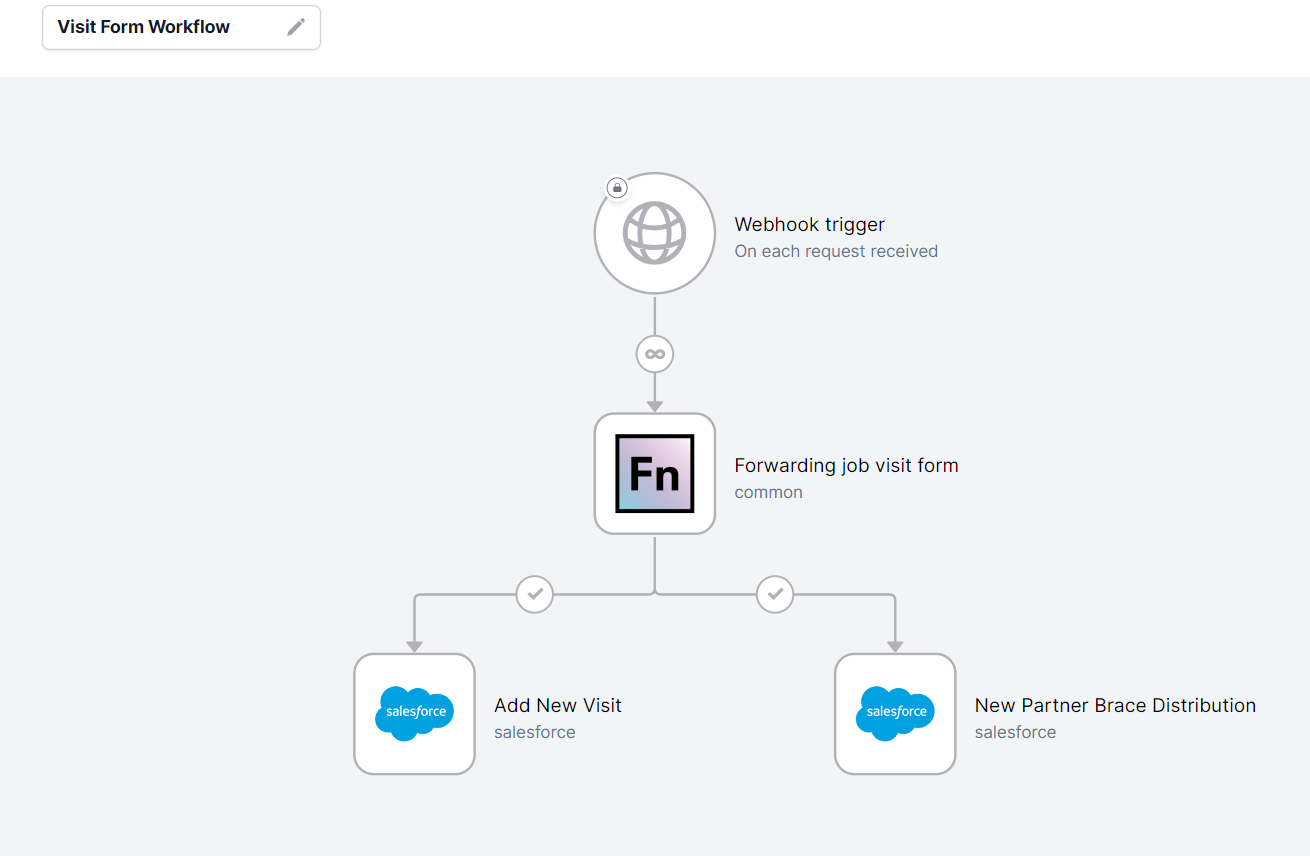 Visit Form Workflow
Webhook trigger
On each request received
Fn
Forwarding job visit form
common
salesforce
Add New Visit
salesforce
salesforce
New Partner Brace Distribution
salesforce